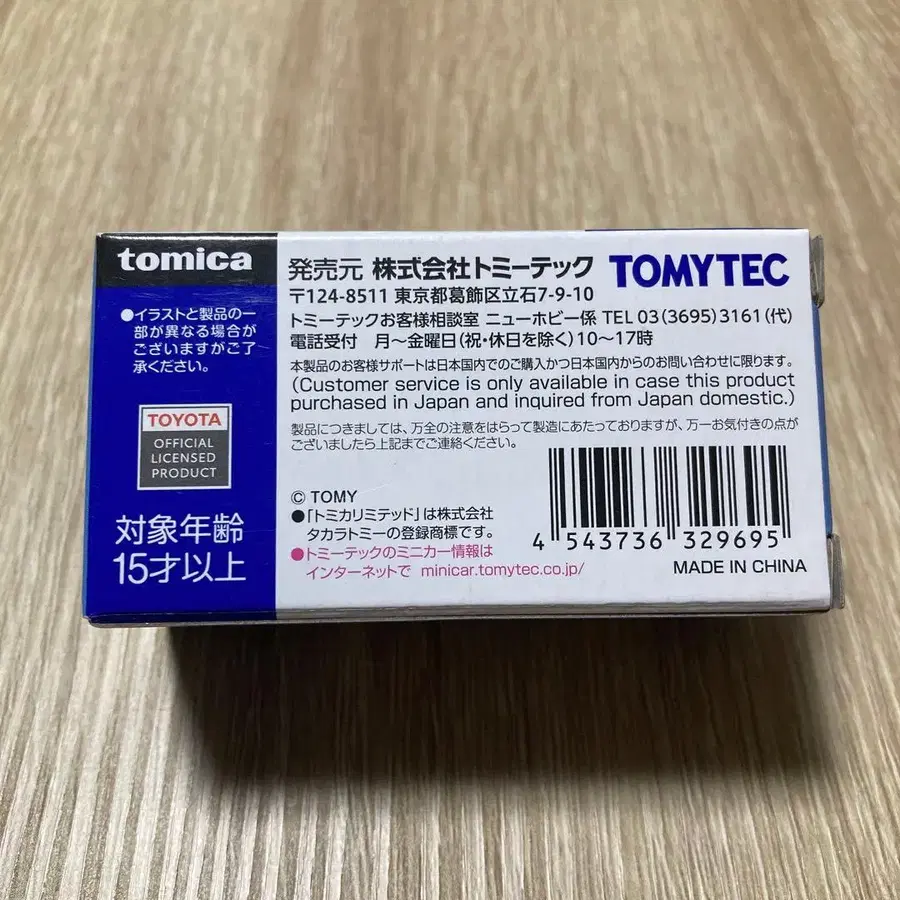 tomica
●イラストと製品の一
部が異なる場合が
ございますがご了
承ください。
TOYOTA
OFFICIAL
LICENSED
PRODUCT
対象年齢
15才以上
発売元 株式会社トミーテック TOMYTEC
〒124-8511 東京都葛飾区立石7-9-10
トミーテックお客様相談室 ニューホビー係 TEL 03(3695)3161(代)
電話受付 月〜金曜日(祝・休日を除く)10〜17時
本製品のお客様サポートは日本国内でのご購入かつ日本国内からのお問い合わせに限ります。
(Customer service is only available in case this product
purchased in Japan and inquired from Japan domestic.)
製品につきましては、万全の注意をはらって製造にあたっておりますが、万一お気付きの点が
ございましたら上記までご連絡ください。
© TOMY
●「トミカリミテッド」は株式会社
タカラトミーの登録商標です。
●トミーテックのミニカー情報は
インターネットで minicar.tomytec.co.jp/
4 543736 329695
MADE IN CHINA